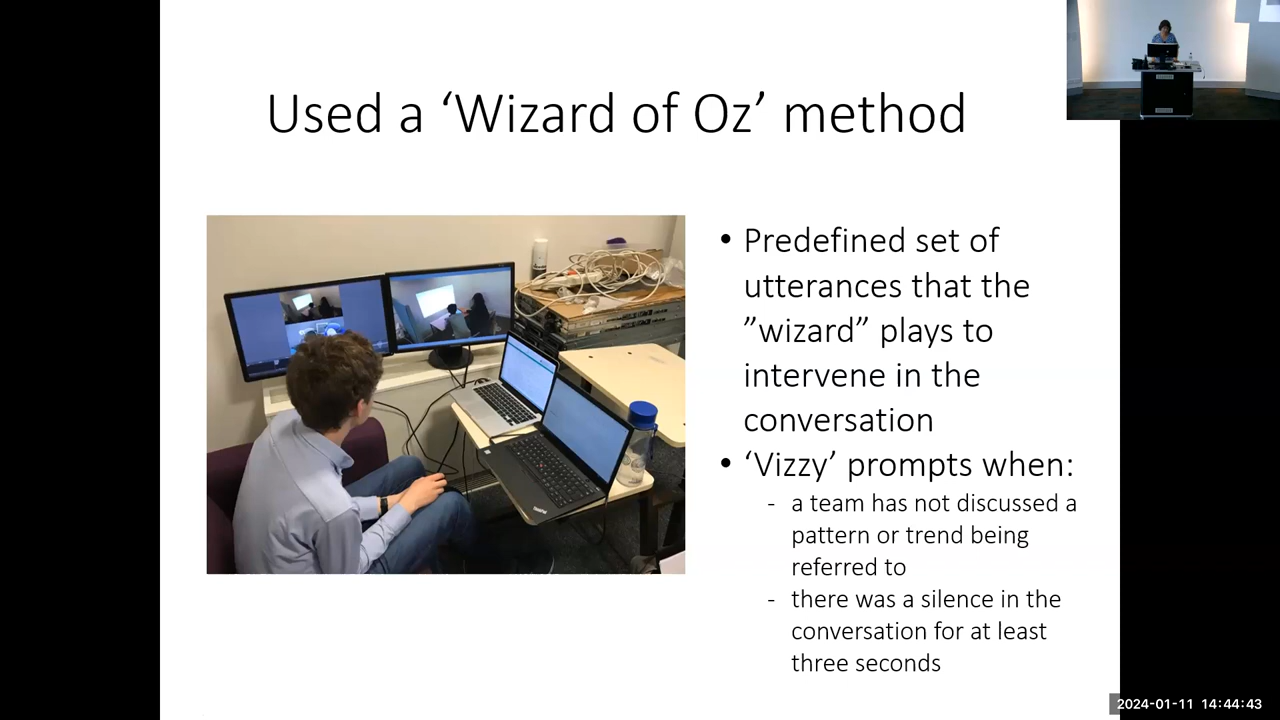 Used a ‘Wizard of Oz’ method
• Predefined set of
utterances that the
”wizard” plays to
intervene in the
conversation
• ‘Vizzy’ prompts when:
- a team has not discussed a
pattern or trend being
referred to
- there was a silence in the
conversation for at least
three seconds
2024-01-11 14:44:43